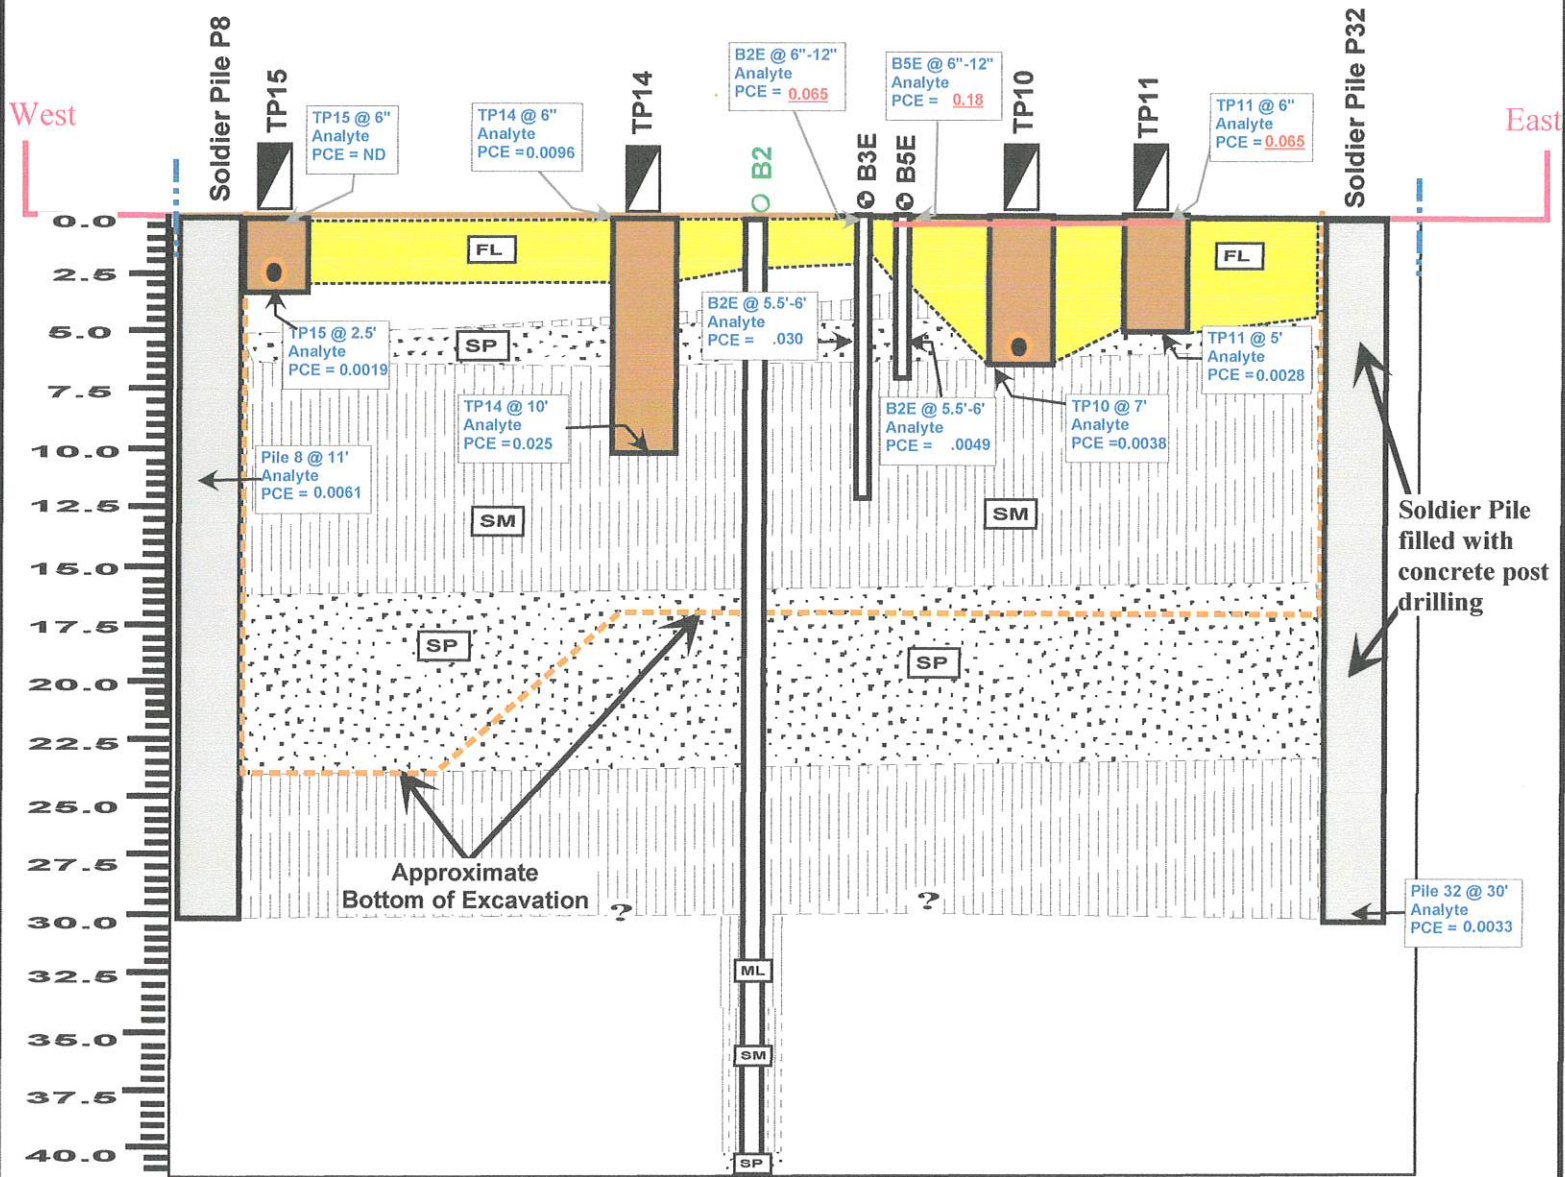 West
East
Soldier Pile P8
TP15
TP14
B2
B3E
B5E
TP10
TP11
Soldier Pile P32
TP15 @ 6"
Analyte
PCE = ND
TP14 @ 6"
Analyte
PCE =0.0096
B2E @ 6"-12"
Analyte
PCE = 0.065
B5E @ 6"-12"
Analyte
PCE = 0.18
TP11 @ 6"
Analyte
PCE =0.065
0.0
2.5
5.0
7.5
10.0
12.5
15.0
17.5
20.0
22.5
25.0
27.5
30.0
32.5
35.0
37.5
40.0
FL
FL
TP15 @ 2.5'
Analyte
PCE = 0.0019
SP
B2E @ 5.5'-6'
Analyte
PCE = .030
TP11 @ 5'
Analyte
PCE =0.0028
TP14 @ 10'
Analyte
PCE =0.025
B2E @ 5.5'-6'
Analyte
PCE = .0049
TP10 @ 7'
Analyte
PCE =0.0038
Pile 8 @ 11'
Analyte
PCE = 0.0061
SM
SM
Soldier Pile
filled with
concrete post
drilling
SP
SP
Approximate
Bottom of Excavation
?
?
Pile 32 @ 30'
Analyte
PCE = 0.0033
ML
SM
SP